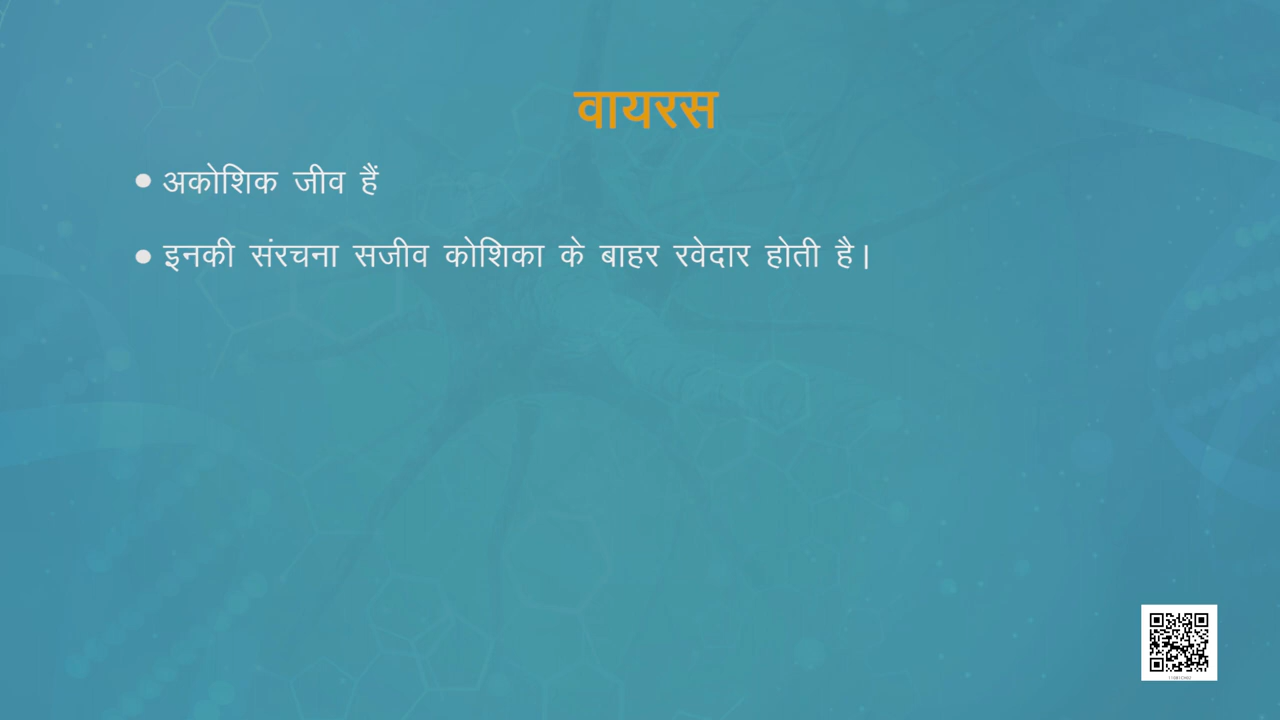 वायरस
• अकोशिक जीव हैं
• इनकी संरचना सजीव कोशिका के बाहर रवेदार होती है।